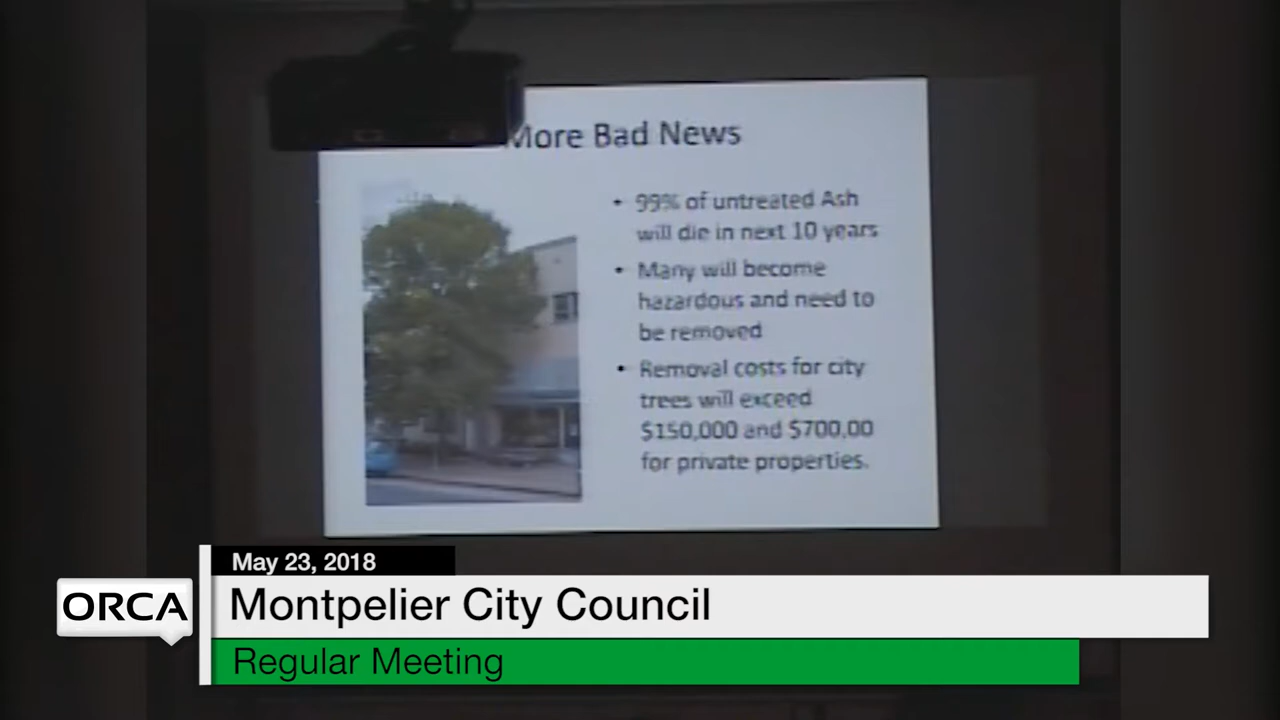 More Bad News
• 99% of untreated Ash
will die in next 10 years
• Many will become
hazardous and need to
be removed
• Removal costs for city
trees will exceed
$150,000 and $700,00
for private properties.
May 23, 2018
ORCA
Montpelier City Council
Regular Meeting